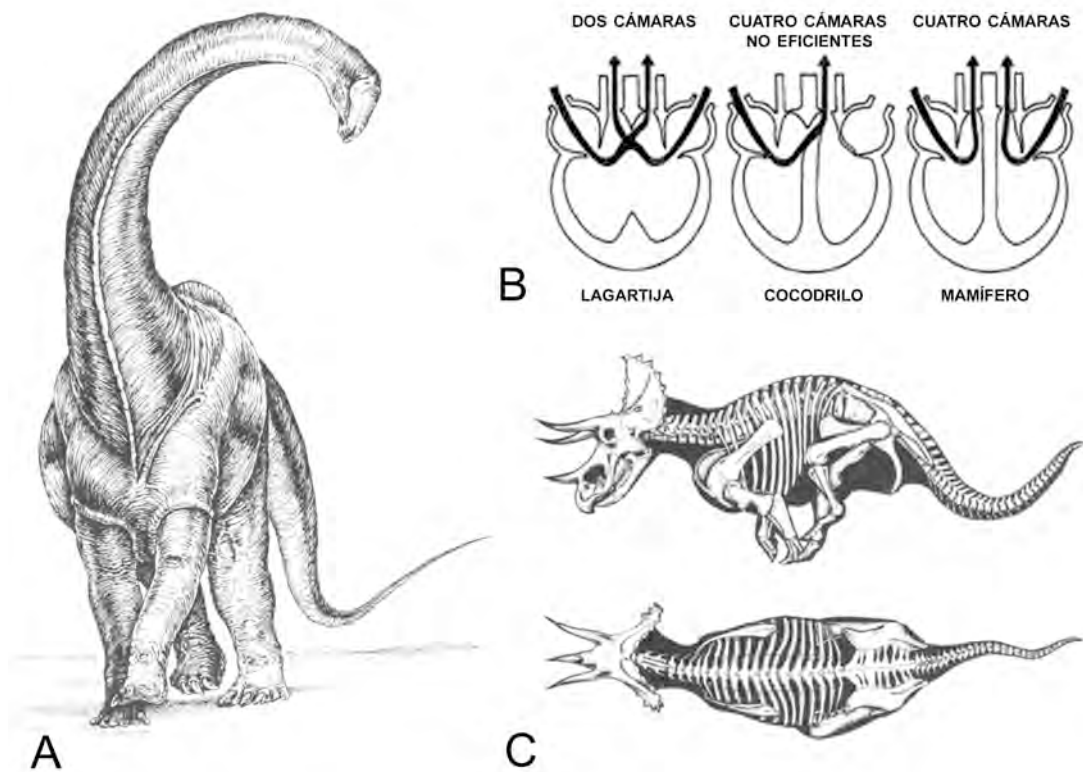 DOS CÁMARAS
CUATRO CÁMARAS
NO EFICIENTES
CUATRO CÁMARAS
B
LAGARTIJA
COCODRILO
MAMÍFERO
A
C